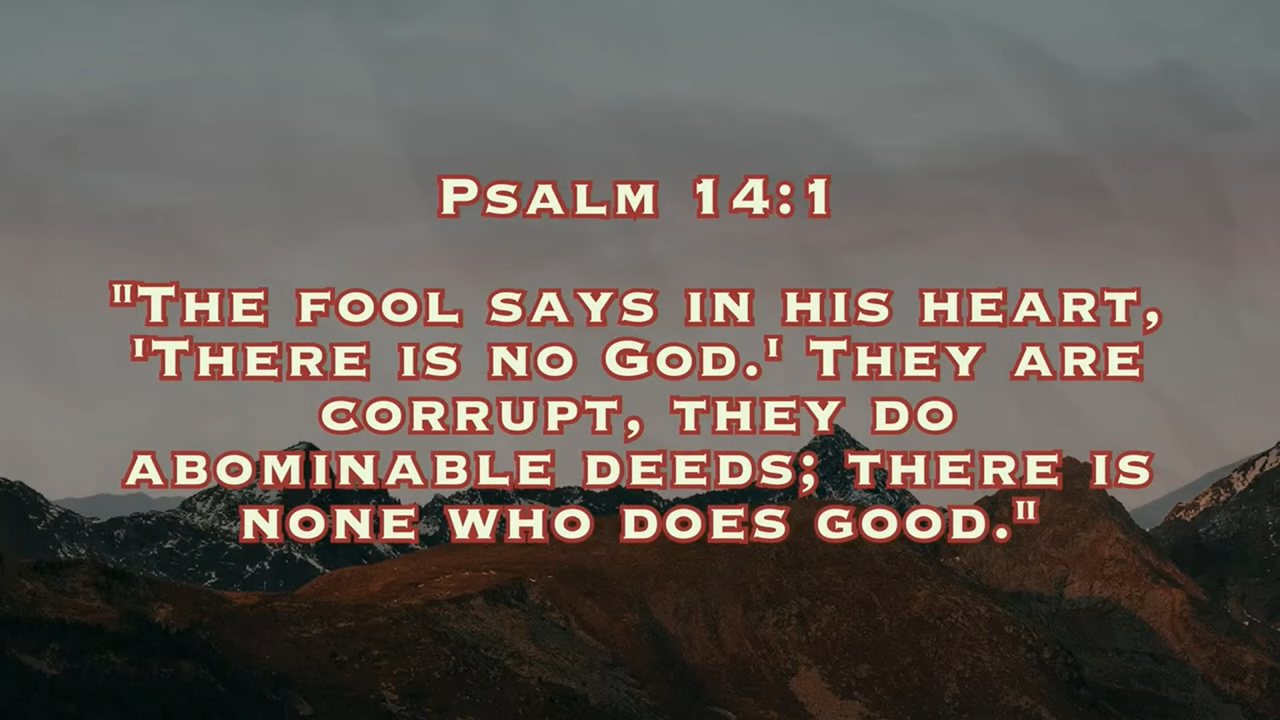 Psalm 14:1
"The fool says in his heart,
'There is no God.' They are
corrupt, they do
abominable deeds; there is
none who does good."